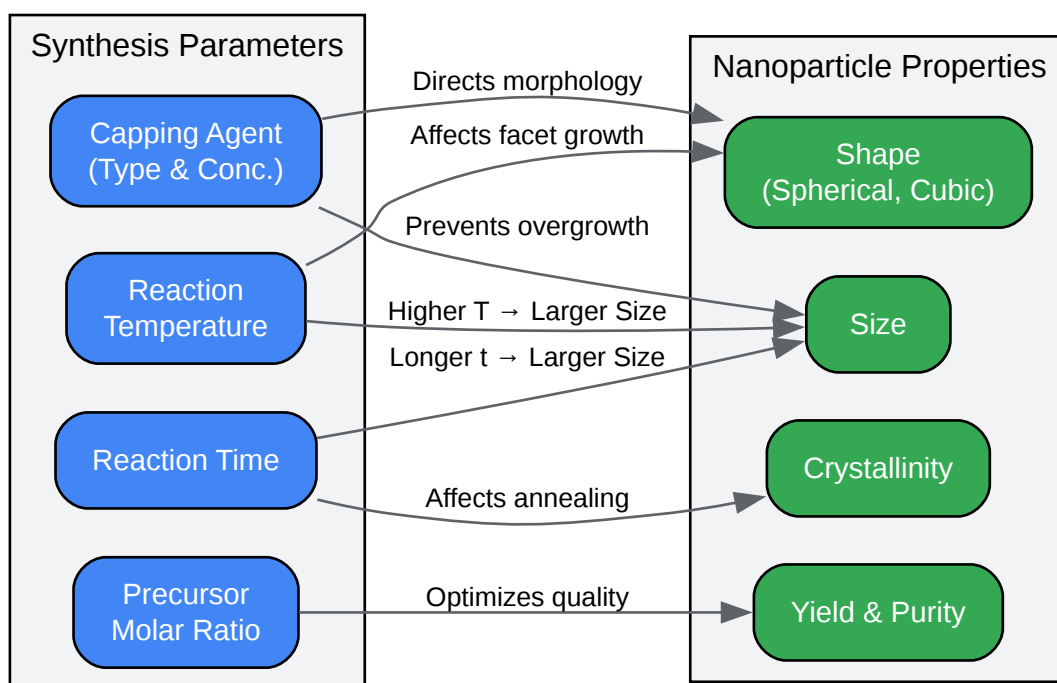 Synthesis Parameters
Capping Agent
(Type & Conc.)
Reaction
Temperature
Reaction Time
Precursor
Molar Ratio
Directs morphology
Affects facet growth
Prevents overgrowth
Higher T → Larger Size
Longer t → Larger Size
Affects annealing
Optimizes quality
Nanoparticle Properties
Shape
(Spherical, Cubic)
Size
Crystallinity
Yield & Purity